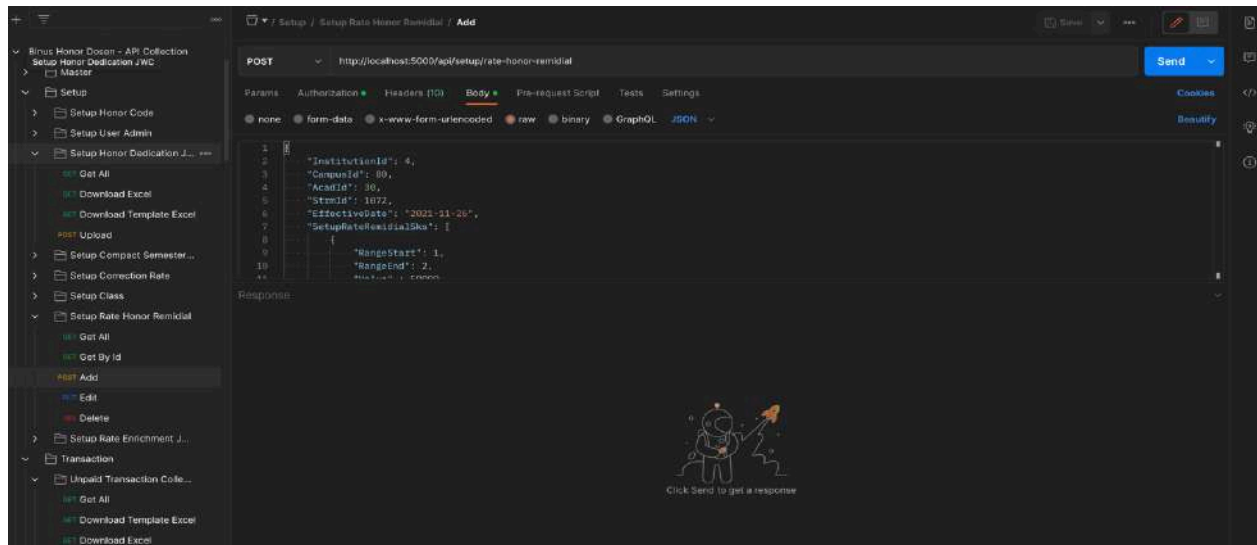 / Setup / Setup Rate Honor Remidial / Add
Save
Binus Honor Dosen - API Collection
Setup Honor Dedication JWC
Master
Setup
Setup Honor Code
Setup User Admin
Setup Honor Dedication J...
GET Get All
GET Download Excel
GET Download Template Excel
POST Upload
Setup Compact Semester...
Setup Correction Rate
Setup Class
Setup Rate Honor Remidial
GET Get All
GET Get By Id
POST Add
Edit
Delete
Setup Rate Enrichment J...
Transaction
Unpaid Transaction Colle...
GET Get All
GET Download Template Excel
GET Download Excel
POST http://localhost:5000/api/setup/rate-honor-remidial Send
Params Authorization Headers (10) Body Pre-request Script Tests Settings Cookies
none form-data x-www-form-urlencoded raw binary GraphQL JSON Beautify
1 {
2 "InstitutionId": 4,
3 "CampusId": 80,
4 "AcadId": 30,
5 "StrmId": 1072,
6 "EffectiveDate": "2021-11-26",
7 "SetupRateRemidialSks": [
8 {
9 "RangeStart": 1,
10 "RangeEnd": 2,
Response
Click Send to get a response